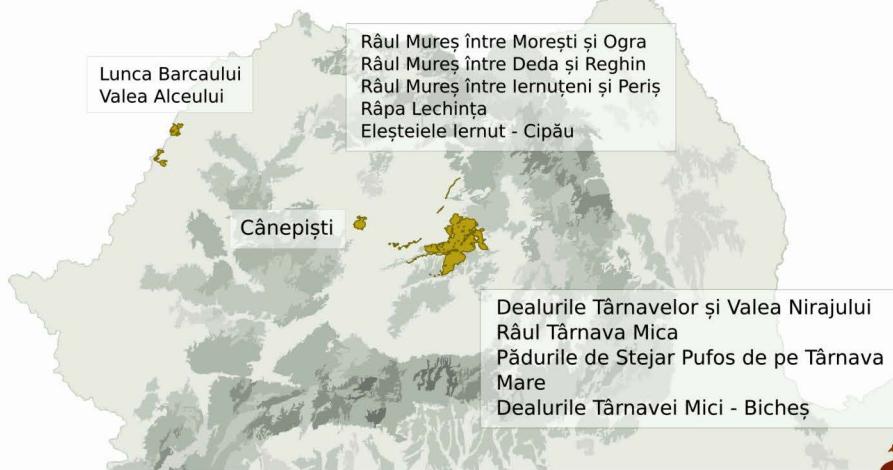 Lunca Barcaului
Valea Alceului
Râul Mureș între Morești și Ogra
Râul Mureș între Deda și Reghin
Râul Mureș între Iernuțeni și Periș
Râpa Lechința
Eleșteiele Iernut - Cipău
Cânepiști
Dealurile Târnavelor și Valea Nirajului
Râul Târnava Mica
Pădurile de Stejar Pufos de pe Târnava
Mare
Dealurile Târnavei Mici - Bicheș